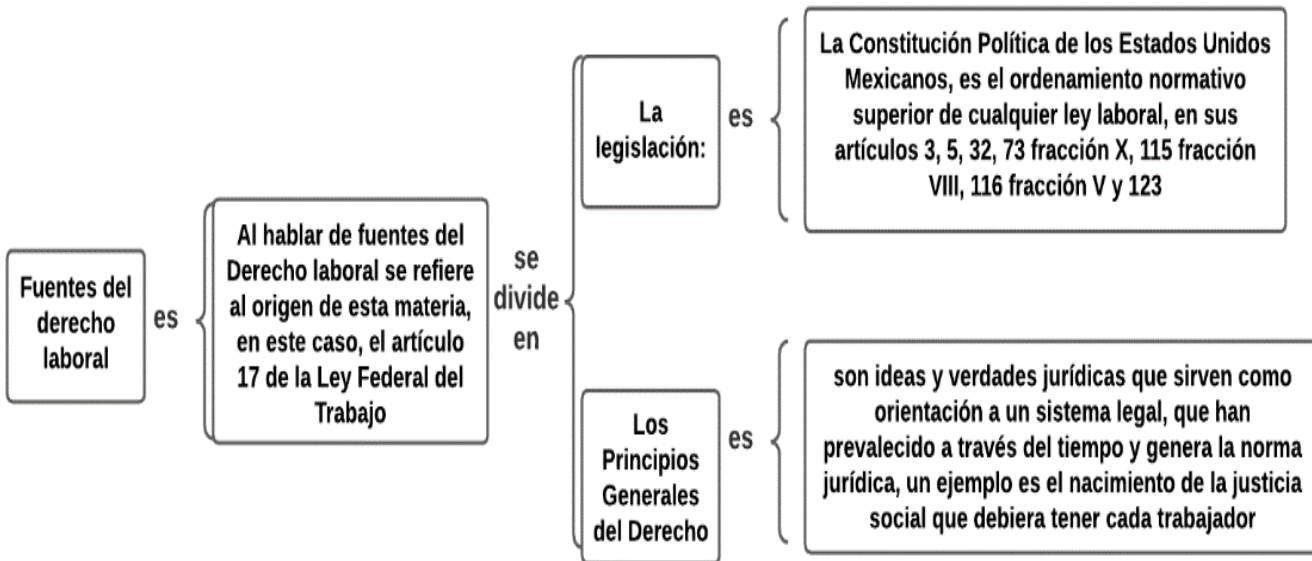 Fuentes del
derecho
laboral
es
Al hablar de fuentes del
Derecho laboral se refiere
al origen de esta materia,
en este caso, el artículo
17 de la Ley Federal del
Trabajo
se
divide
en
La
legislación:
es
La Constitución Política de los Estados Unidos
Mexicanos, es el ordenamiento normativo
superior de cualquier ley laboral, en sus
artículos 3, 5, 32, 73 fracción X, 115 fracción
VIII, 116 fracción V y 123
Los
Principios
Generales
del Derecho
es
son ideas y verdades jurídicas que sirven como
orientación a un sistema legal, que han
prevalecido a través del tiempo y genera la norma
jurídica, un ejemplo es el nacimiento de la justicia
social que debiera tener cada trabajador